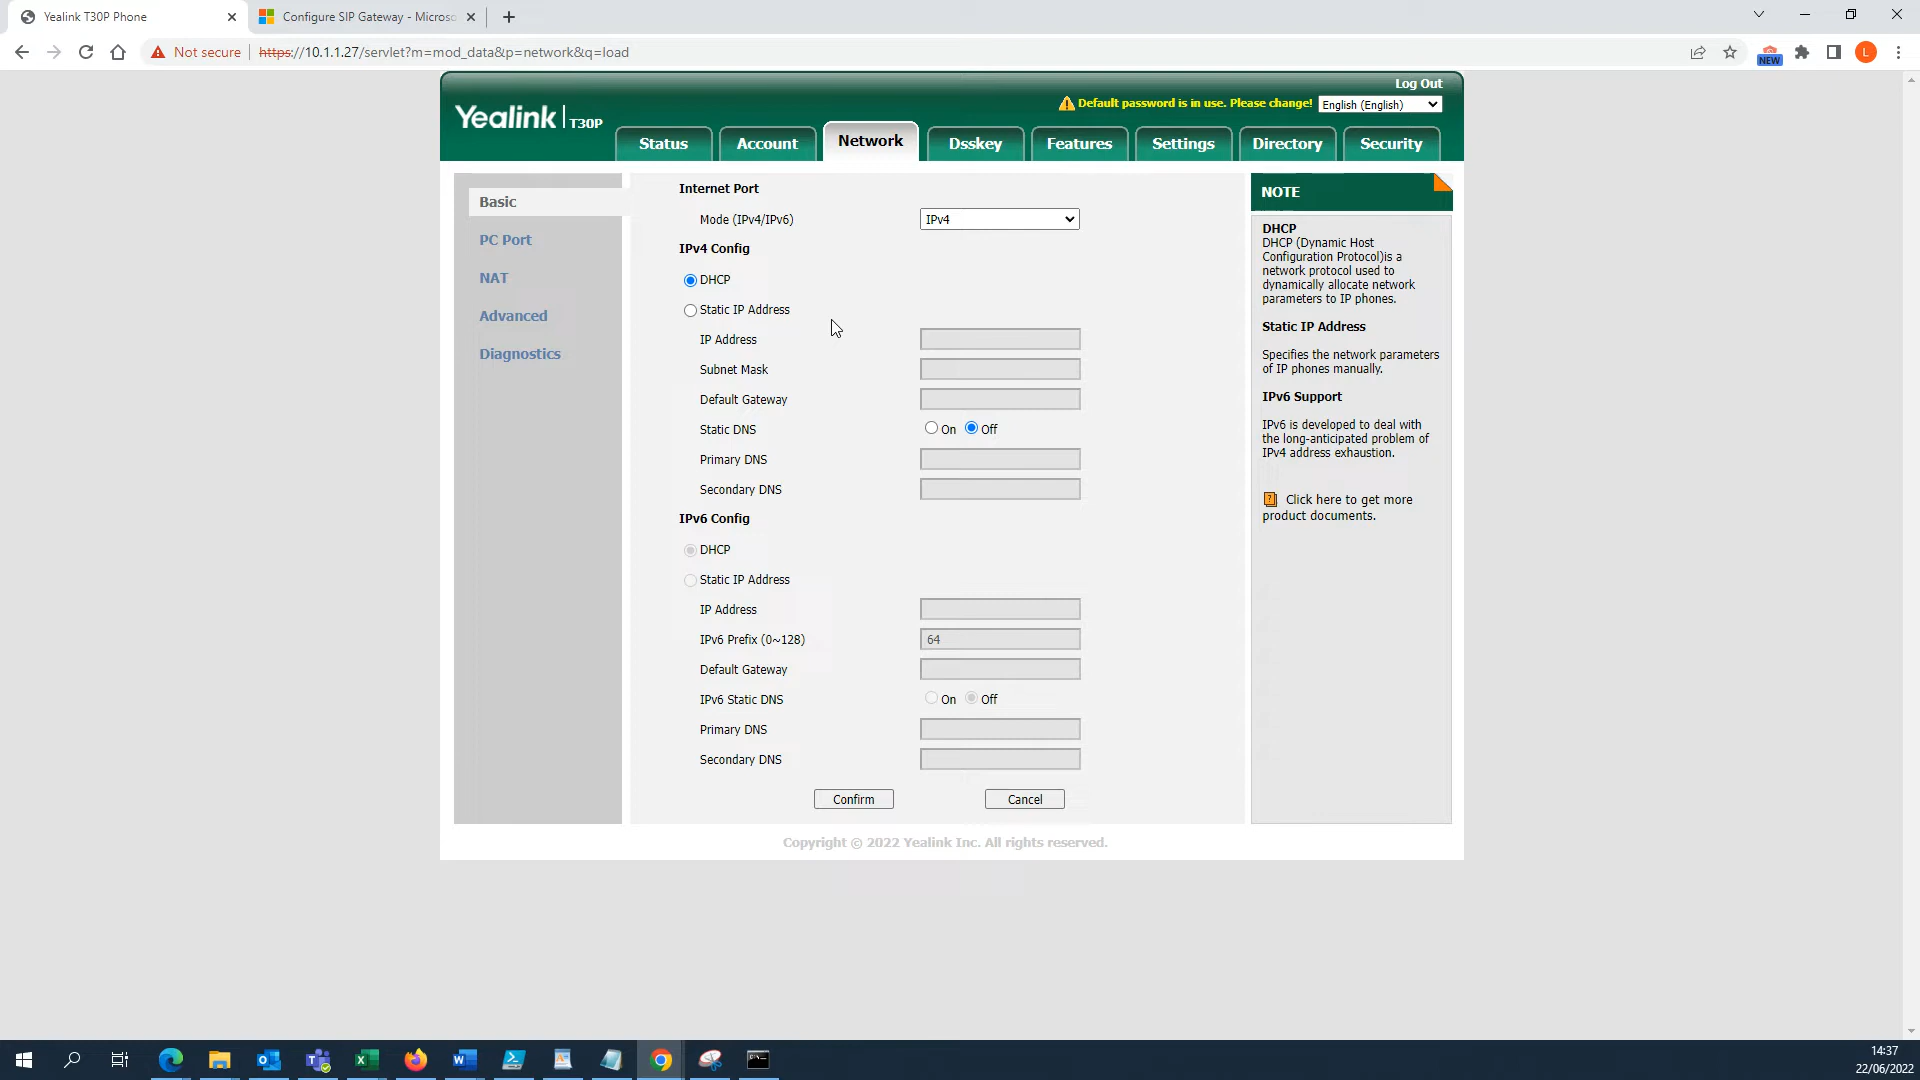 Yealink T30P Phone
Configure SIP Gateway - Microso
Not secure
https://10.1.1.27/servlet?m=mod_data&p=network&q=load
NEW
L
Log Out
Default password is in use. Please change!
English (English)
Yealink | T30P
Status
Account
Network
Dsskey
Features
Settings
Directory
Security
Basic
PC Port
NAT
Advanced
Diagnostics
Internet Port
Mode (IPv4/IPv6)
IPv4
IPv4 Config
DHCP
Static IP Address
IP Address
Subnet Mask
Default Gateway
Static DNS
On
Off
Primary DNS
Secondary DNS
IPv6 Config
DHCP
Static IP Address
IP Address
IPv6 Prefix (0~128)
64
Default Gateway
IPv6 Static DNS
On
Off
Primary DNS
Secondary DNS
Confirm
Cancel
NOTE
DHCP
DHCP (Dynamic Host
Configuration Protocol)is a
network protocol used to
dynamically allocate network
parameters to IP phones.
Static IP Address
Specifies the network parameters
of IP phones manually.
IPv6 Support
IPv6 is developed to deal with
the long-anticipated problem of
IPv4 address exhaustion.
Click here to get more
product documents.
Copyright © 2022 Yealink Inc. All rights reserved.
14:37
22/06/2022